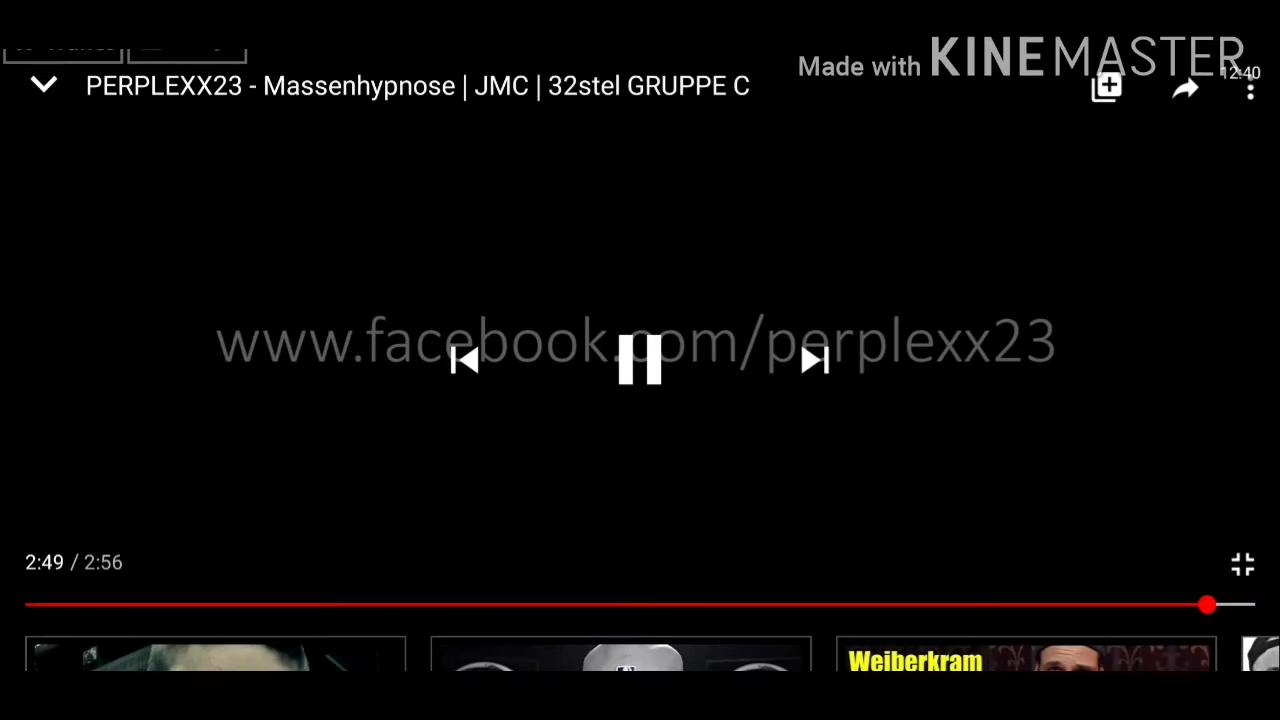 Made with KINEMASTER
12:40
PERPLEXX23 - Massenhypnose | JMC | 32stel GRUPPE C
www.facebook.com/perplexx23
2:49 / 2:56
Weiberkram